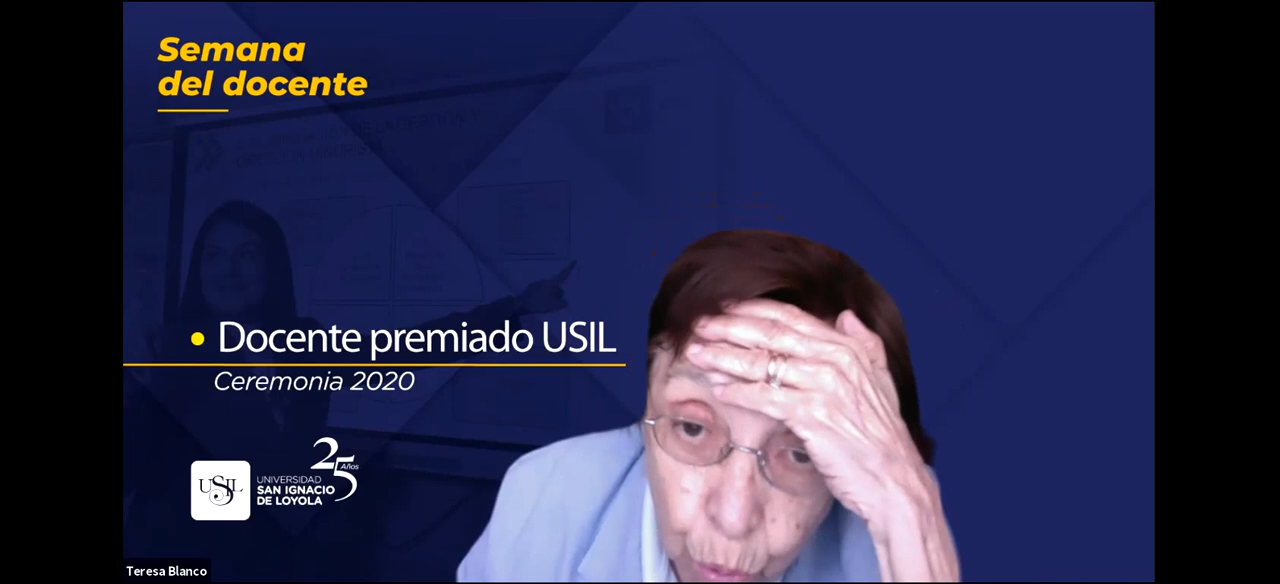 Semana
del docente
Docente premiado USIL
Ceremonia 2020
25
Años
USIL
UNIVERSIDAD
SAN IGNACIO
DE LOYOLA
Teresa Blanco